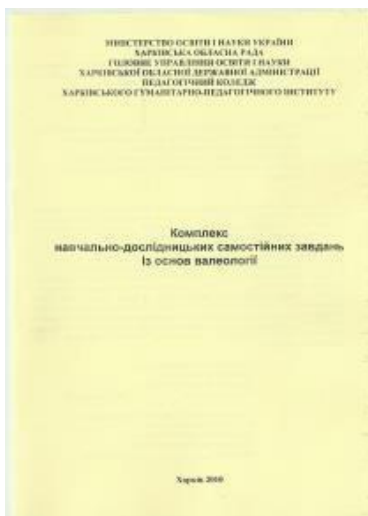 МІНІСТЕРСТВО ОСВІТИ І НАУКИ УКРАЇНИ
ХАРКІВСЬКА ОБЛАСНА РАДА
ГОЛОВНЕ УПРАВЛІННЯ ОСВІТИ І НАУКИ
ХАРКІВСЬКОЇ ОБЛАСНОЇ ДЕРЖАВНОЇ АДМІНІСТРАЦІЇ
ПЕДАГОГІЧНИЙ КОЛЕДЖ
ХАРКІВСЬКОГО ГУМАНІТАРНО-ПЕДАГОГІЧНОГО ІНСТИТУТУ
Комплекс
навчально-дослідницьких самостійних завдань
Із основ валеології
Харків 2010